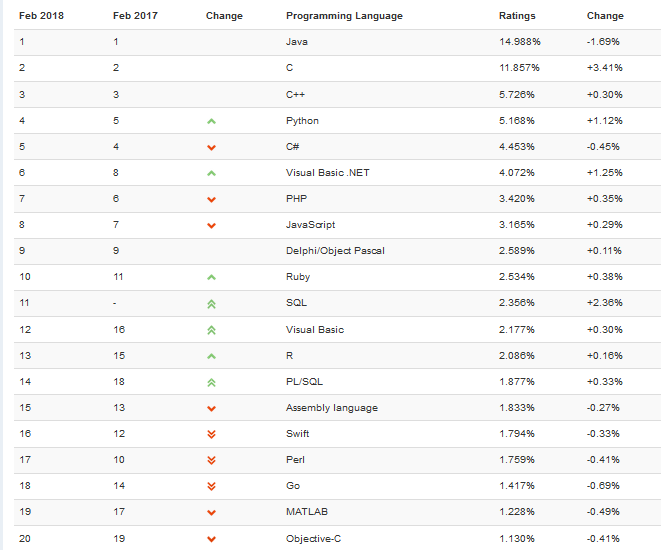 Feb 2018 Feb 2017 Change Programming Language Ratings Change
1 1 Java 14.988% -1.69%
2 2 C 11.857% +3.41%
3 3 C++ 5.726% +0.30%
4 5 Python 5.168% +1.12%
5 4 C# 4.453% -0.45%
6 8 Visual Basic .NET 4.072% +1.25%
7 6 PHP 3.420% +0.35%
8 7 JavaScript 3.165% +0.29%
9 9 Delphi/Object Pascal 2.589% +0.11%
10 11 Ruby 2.534% +0.38%
11 - SQL 2.356% +2.36%
12 16 Visual Basic 2.177% +0.30%
13 15 R 2.086% +0.16%
14 18 PL/SQL 1.877% +0.33%
15 13 Assembly language 1.833% -0.27%
16 12 Swift 1.794% -0.33%
17 10 Perl 1.759% -0.41%
18 14 Go 1.417% -0.69%
19 17 MATLAB 1.228% -0.49%
20 19 Objective-C 1.130% -0.41%